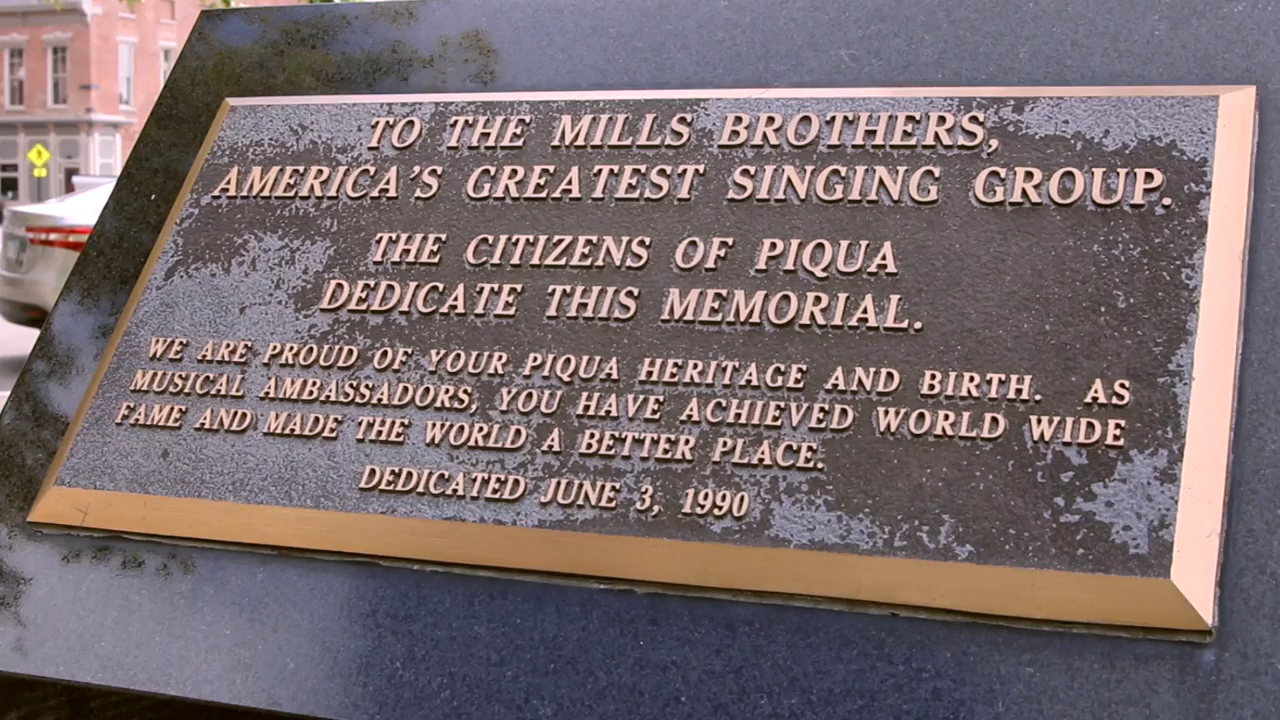 TO THE MILLS BROTHERS,
AMERICA'S GREATEST SINGING GROUP.
THE CITIZENS OF PIQUA
DEDICATE THIS MEMORIAL.
WE ARE PROUD OF YOUR PIQUA HERITAGE AND BIRTH. AS
MUSICAL AMBASSADORS, YOU HAVE ACHIEVED WORLD WIDE
FAME AND MADE THE WORLD A BETTER PLACE.
DEDICATED JUNE 3, 1990